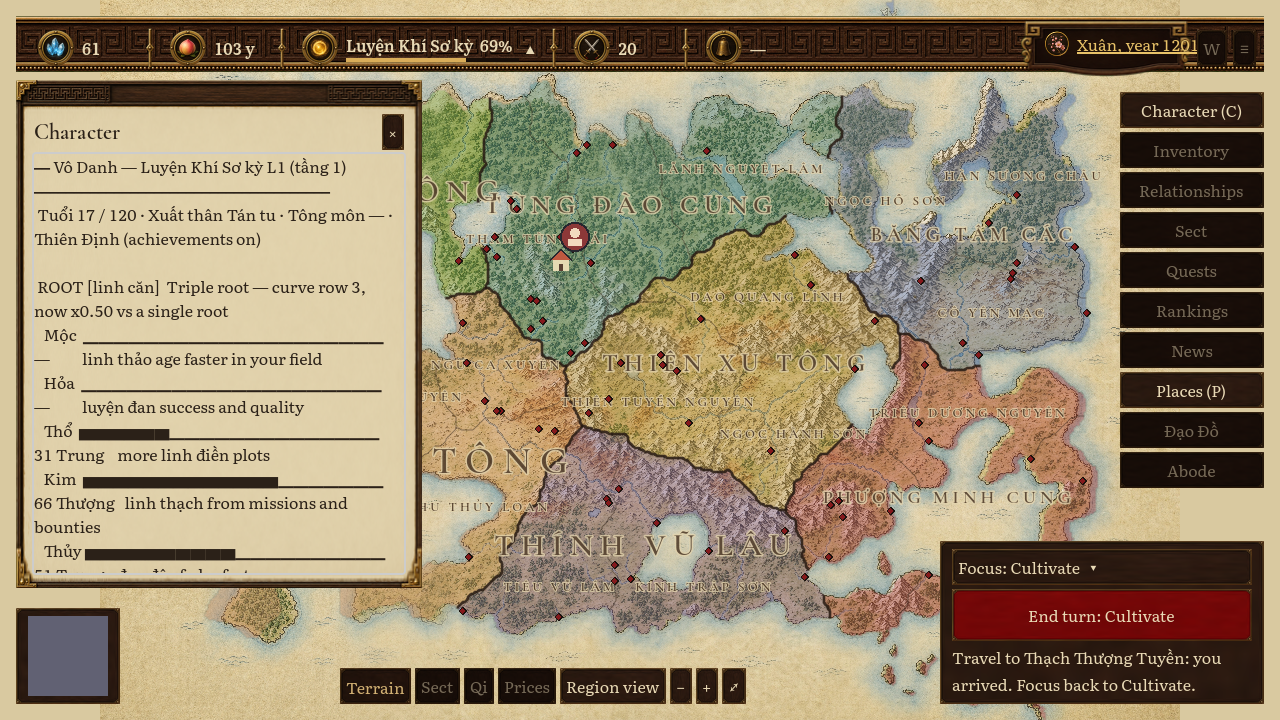 61
103 y
Luyện Khí Sơ kỳ 69% ▲
20
—
Xuân, year 1201
W
≡
Character
×
— Vô Danh — Luyện Khí Sơ kỳ L1 (tầng 1)
Tuổi 17 / 120 · Xuất thân Tán tu · Tông môn — ·
Thiên Định (achievements on)
ROOT [linh căn] Triple root — curve row 3,
now x0.50 vs a single root
Mộc
— linh thảo age faster in your field
Hỏa
— luyện đan success and quality
Thổ
31 Trung more linh điền plots
Kim
66 Thượng linh thạch from missions and
bounties
Thủy
Character (C)
Inventory
Relationships
Sect
Quests
Rankings
News
Places (P)
Đạo Đồ
Abode
LÃNH NGUYỆT LÂM
TÙNG ĐÀO CUNG
HÀN SƯƠNG CHÂU
NGỌC HỒ SƠN
BĂNG TÂM CÁC
DAO QUANG LĨNH
CÔ YÊN MẠC
THIÊN XU TÔNG
THIÊN TUYỀN NGUYÊN
TRIỀU DƯƠNG NGUYÊN
NGỌC HÀNH SƠN
TÔNG
PHƯỢNG MINH CUNG
THÍNH VŨ LÂU
TIÊU VŨ LÂM
KÍNH TRẠP SƠN
Focus: Cultivate ▾
End turn: Cultivate
Travel to Thạch Thượng Tuyền: you
arrived. Focus back to Cultivate.
Terrain
Sect
Qi
Prices
Region view
−
+
⤢